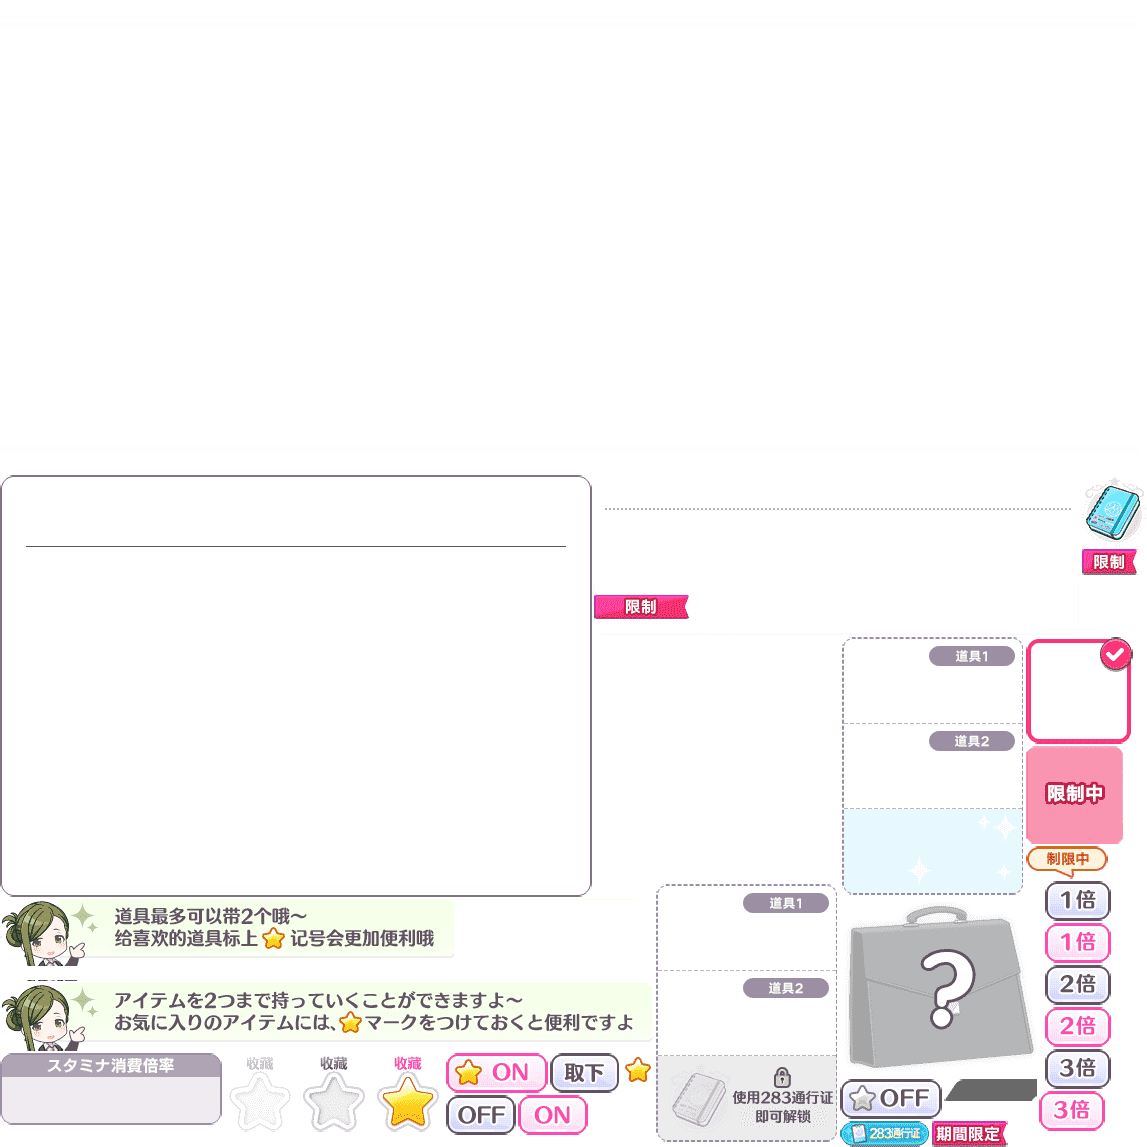 限制
限制
道具1
道具2
限制中
制限中
道具最多可以带2个哦～
给喜欢的道具标上
记号会更加便利哦
アイテムを2つまで持っていくことができますよ～
お気に入りのアイテムには、
マークをつけておくと便利ですよ
スタミナ消費倍率
收藏
收藏
收藏
ON
取下
OFF
ON
道具1
道具2
使用283通行证
即可解锁
?
OFF
283通行证
期間限定
1倍
1倍
2倍
2倍
3倍
3倍